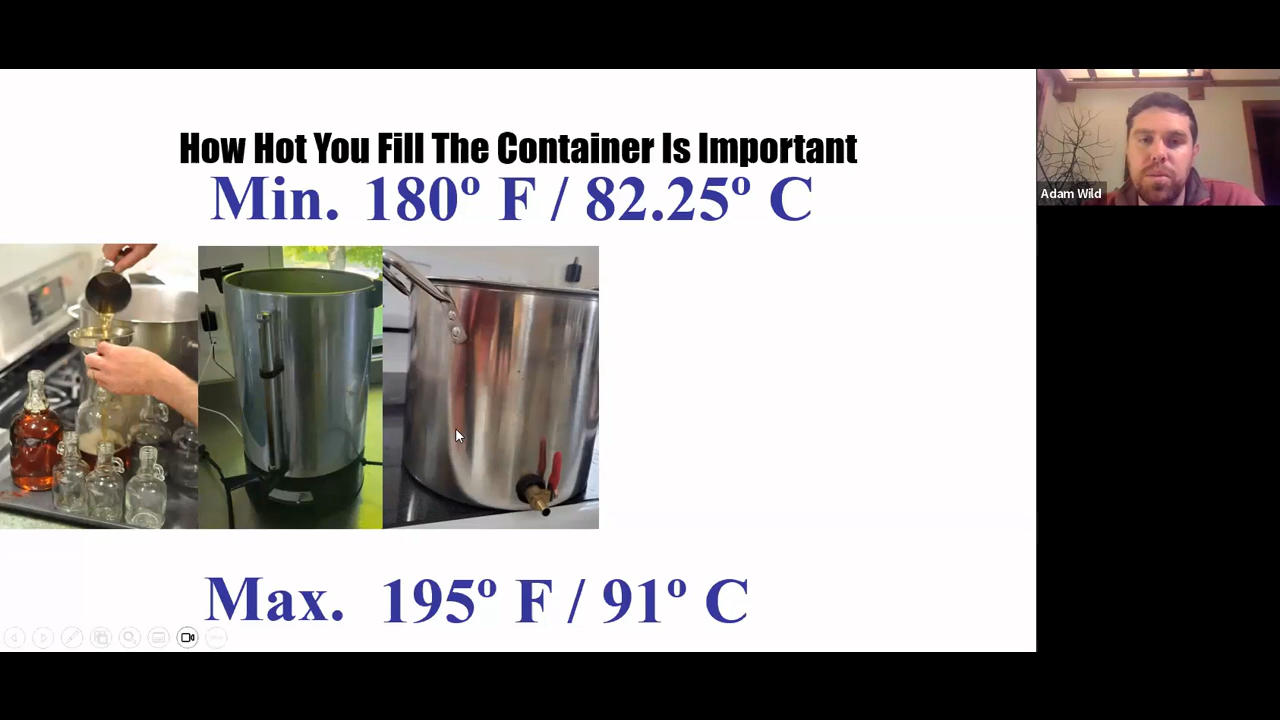 How Hot You Fill The Container Is Important
Min. 180º F / 82.25º C
Adam Wild
Max. 195º F / 91º C